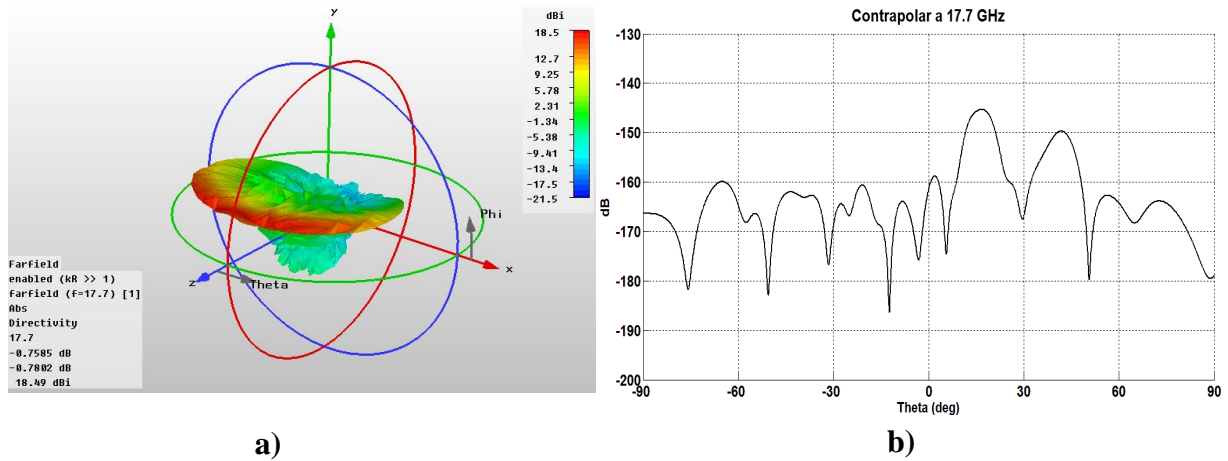 y
dBi
18.5
12.7
9.25
5.78
2.31
-1.34
-5.38
-9.41
-13.4
-17.5
-21.5
Phi
x
z
Theta
Farfield
enabled (kR >> 1)
farfield (f=17.7) [1]
Abs
Directivity
17.7
-0.7585 dB
-0.7802 dB
18.49 dBi
a)
Contrapolar a 17.7 GHz
-130
-140
-150
-160
-170
-180
-190
-200
dB
-90
-60
-30
0
30
60
90
Theta (deg)
b)